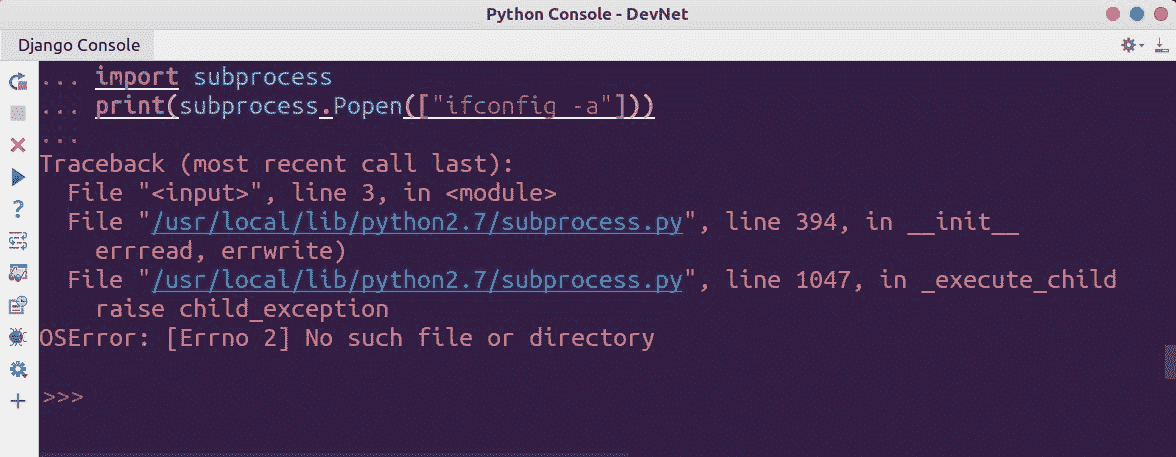 Python Console - DevNet
Django Console
... import subprocess
... print(subprocess.Popen(["ifconfig -a"]))
...
Traceback (most recent call last):
  File "<input>", line 3, in <module>
  File "/usr/local/lib/python2.7/subprocess.py", line 394, in __init__
    errread, errwrite)
  File "/usr/local/lib/python2.7/subprocess.py", line 1047, in _execute_child
    raise child_exception
OSError: [Errno 2] No such file or directory
>>>